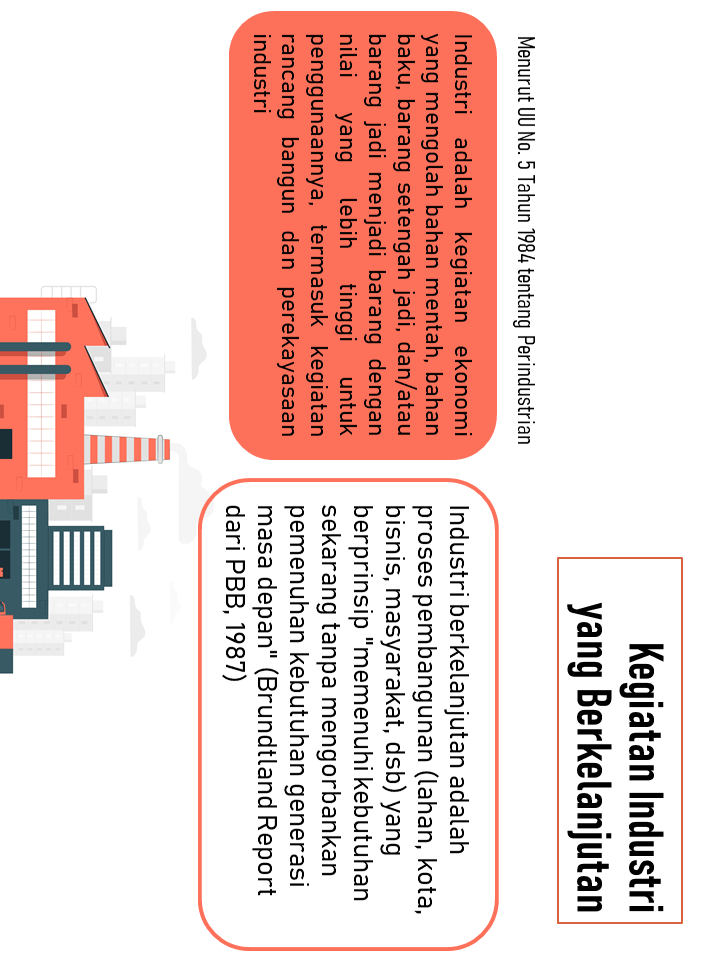 Kegiatan Industri
yang Berkelanjutan
Menurut UU No. 5 Tahun 1984 tentang Perindustrian
Industri adalah kegiatan ekonomi
yang mengolah bahan mentah, bahan
baku, barang setengah jadi, dan/atau
barang jadi menjadi barang dengan
nilai yang lebih tinggi untuk
penggunaannya, termasuk kegiatan
rancang bangun dan perekayasaan
industri
Industri berkelanjutan adalah
proses pembangunan (lahan, kota,
bisnis, masyarakat, dsb) yang
berprinsip "memenuhi kebutuhan
sekarang tanpa mengorbankan
pemenuhan kebutuhan generasi
masa depan" (Brundtland Report
dari PBB, 1987)